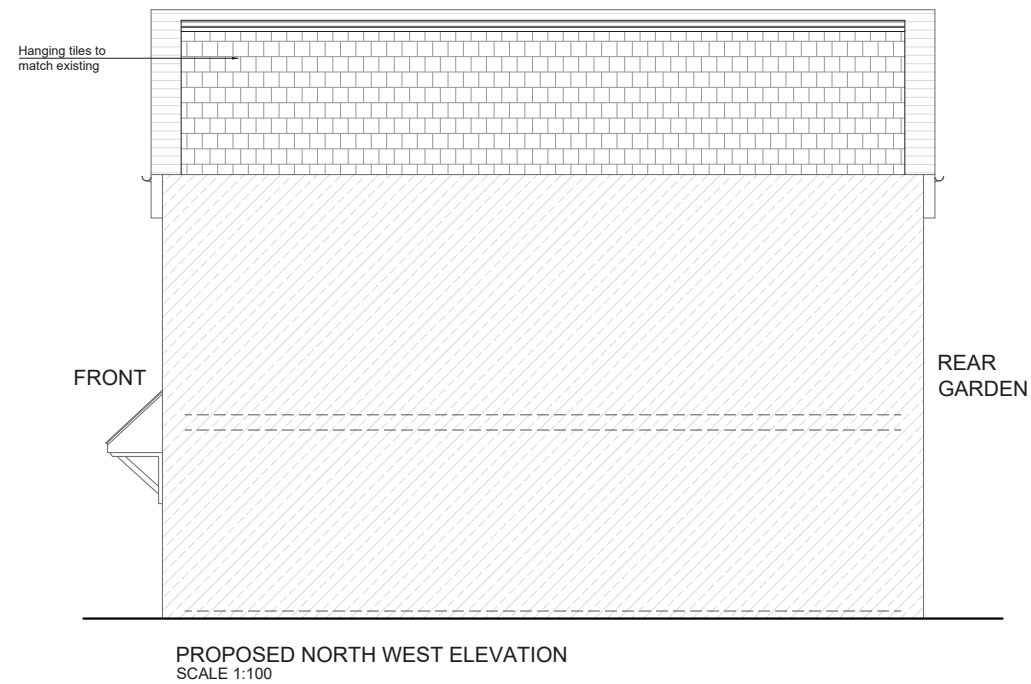 Hanging tiles to
match existing
FRONT
REAR
GARDEN
PROPOSED NORTH WEST ELEVATION
SCALE 1:100